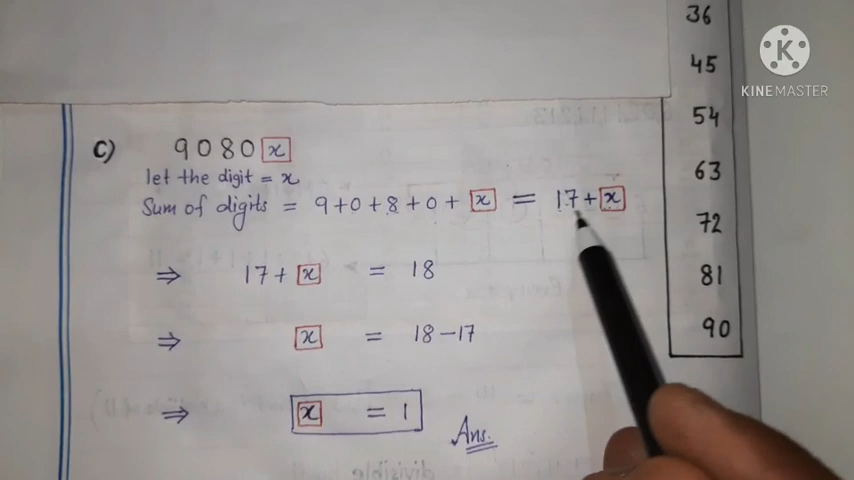 C) 9080x
let the digit = x
Sum of digits = 9+0+8+0+ x = 17+x
⇒ 17+ x = 18
⇒ x = 18-17
⇒ x = 1
Ans.
36
45
54
63
72
81
90
K
KINEMASTER